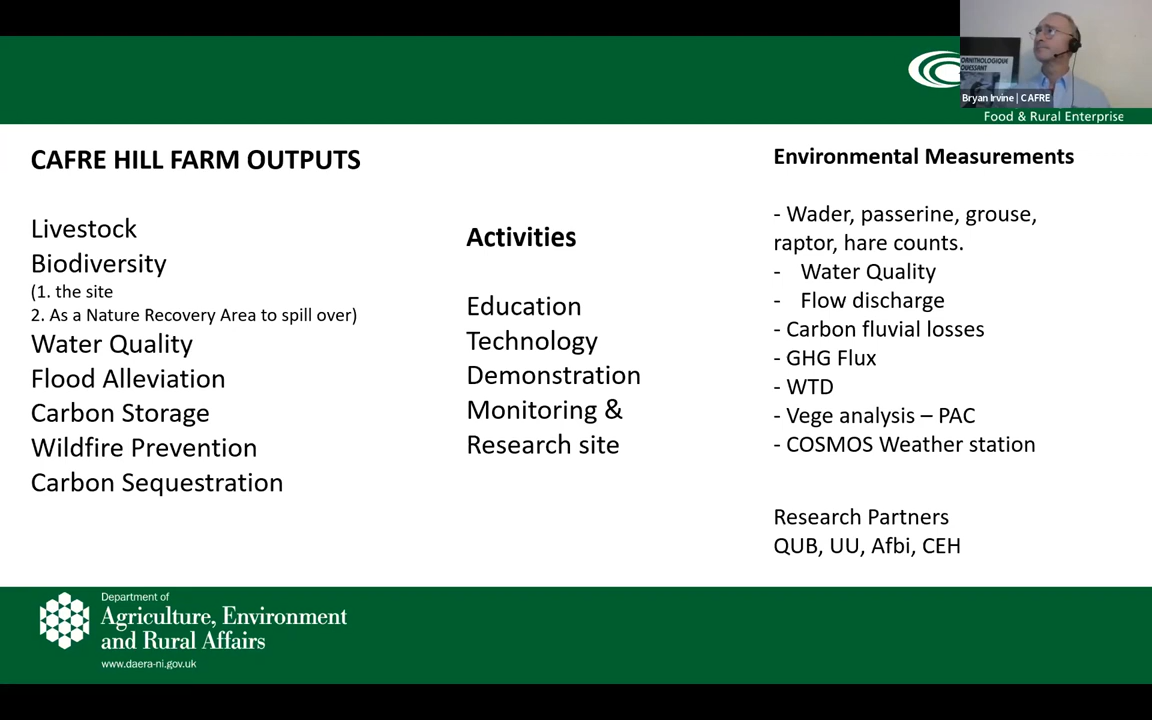 ORNITHOLOGIQUE
OUESSANT
Bryan Irvine | CAFRE
Food & Rural Enterprise
CAFRE HILL FARM OUTPUTS
Livestock
Biodiversity
(1. the site
2. As a Nature Recovery Area to spill over)
Water Quality
Flood Alleviation
Carbon Storage
Wildfire Prevention
Carbon Sequestration
Activities
Education
Technology
Demonstration
Monitoring &
Research site
Environmental Measurements
- Wader, passerine, grouse,
raptor, hare counts.
- Water Quality
- Flow discharge
- Carbon fluvial losses
- GHG Flux
- WTD
- Vege analysis – PAC
- COSMOS Weather station
Research Partners
QUB, UU, Afbi, CEH
Department of
Agriculture, Environment
and Rural Affairs
www.daera-ni.gov.uk